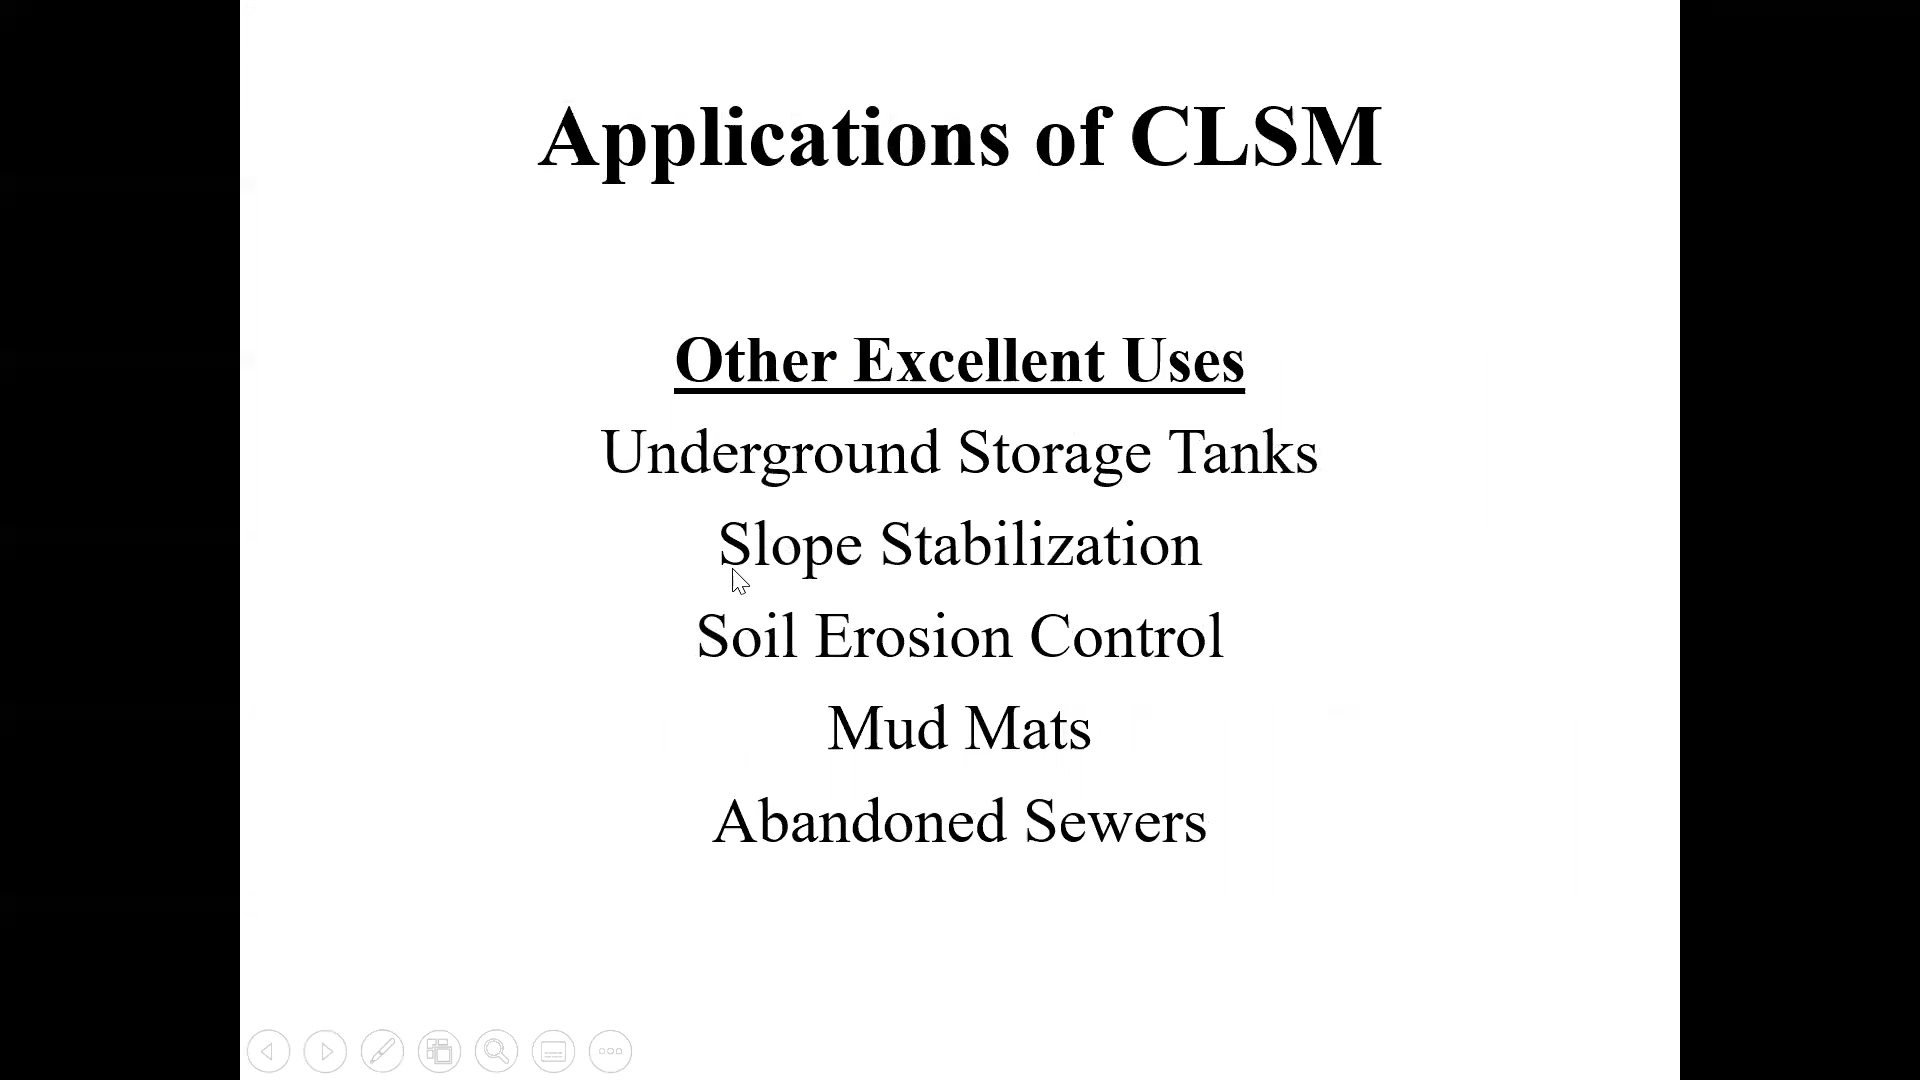 Applications of CLSM
Other Excellent Uses
Underground Storage Tanks
Slope Stabilization
Soil Erosion Control
Mud Mats
Abandoned Sewers